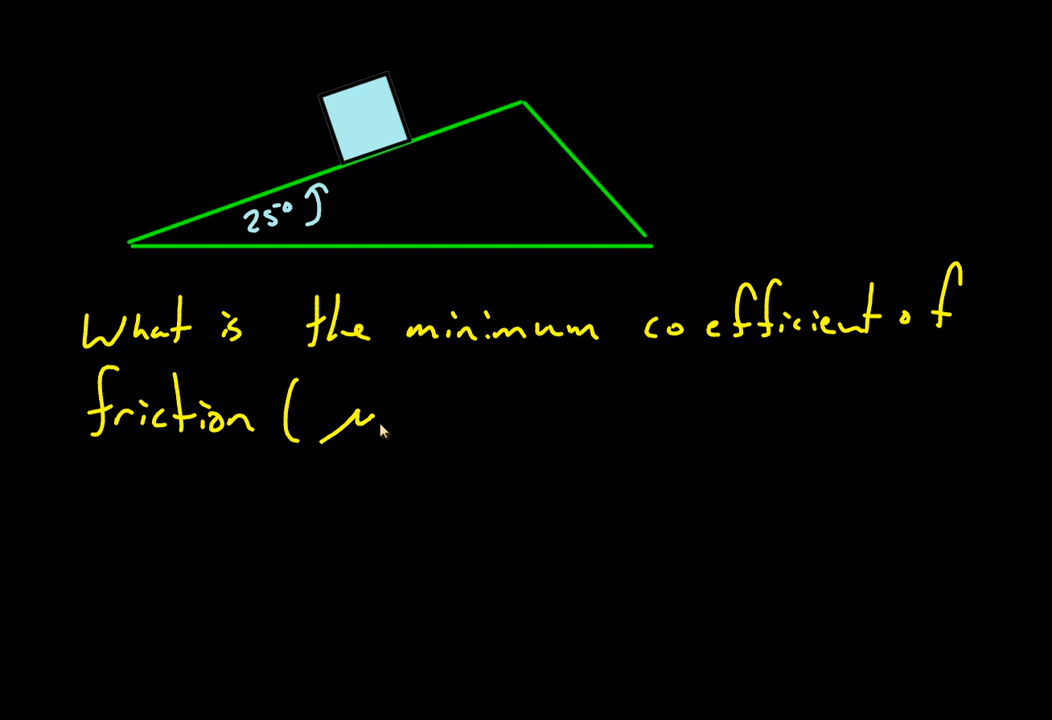 25°
What is the minimum coefficient of
friction ( μ